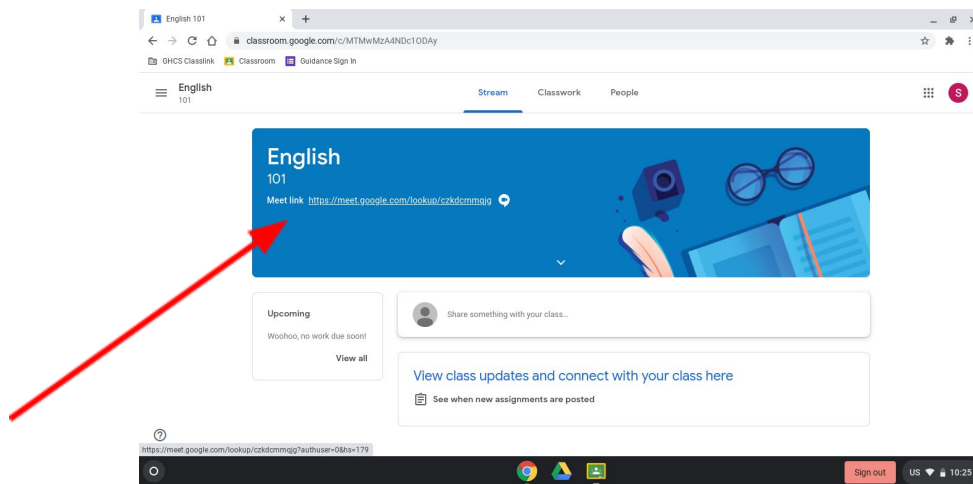 English 101
classroom.google.com/c/MTMwMzA4NDc1ODAy
GHCS Classlink Classroom Guidance Sign In
English
101
Stream Classwork People
S
English
101
Meet link https://meet.google.com/lookup/czkdcmmqjg
Upcoming
Woohoo, no work due soon!
View all
Share something with your class...
View class updates and connect with your class here
See when new assignments are posted
https://meet.google.com/lookup/czkdcmmqjg?authuser=0&hs=179
Sign out US 10:25